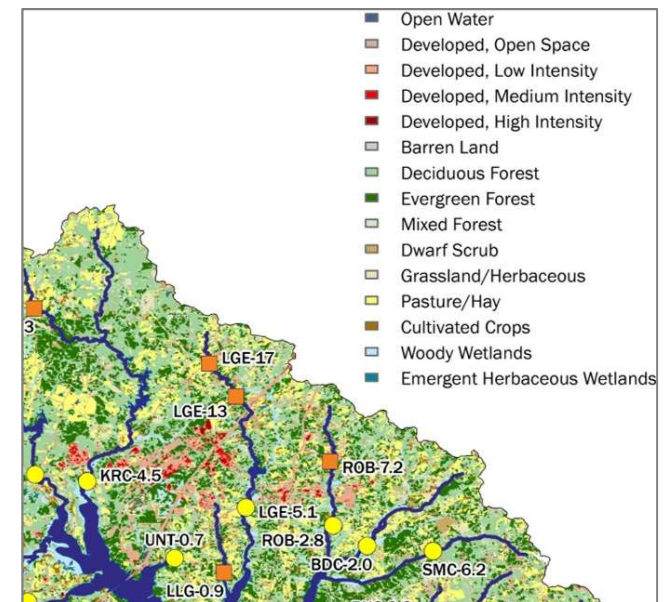 Open Water
Developed, Open Space
Developed, Low Intensity
Developed, Medium Intensity
Developed, High Intensity
Barren Land
Deciduous Forest
Evergreen Forest
Mixed Forest
Dwarf Scrub
Grassland/Herbaceous
Pasture/Hay
Cultivated Crops
Woody Wetlands
Emergent Herbaceous Wetlands
3
LGE-17
LGE-13
ROB-7.2
KRC-4.5
LGE-5.1
UNT-0.7
ROB-2.8
BDC-2.0
SMC-6.2
LLG-0.9